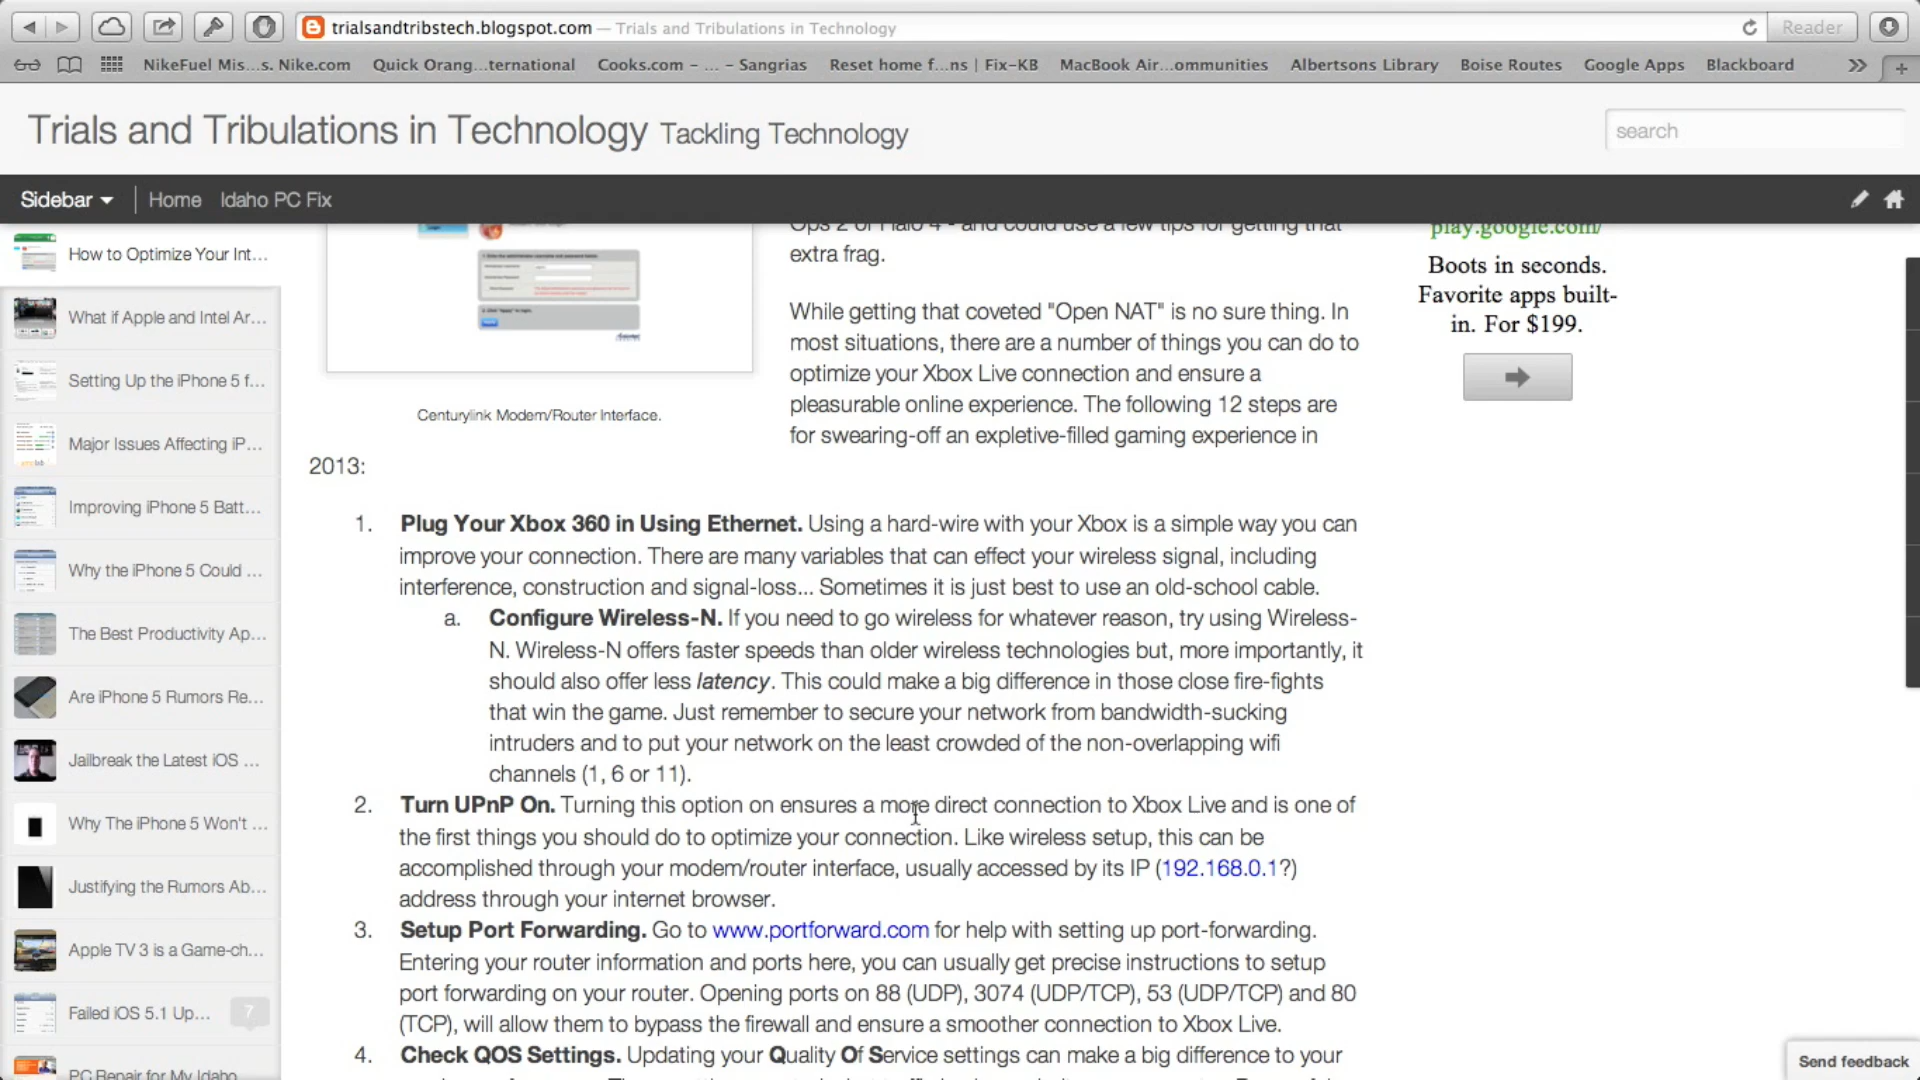 trialsandtribstech.blogspot.com — Trials and Tribulations in Technology
Reader
NikeFuel Mis...s. Nike.com Quick Orang...ternational Cooks.com - ... - Sangrias Reset home f...ns | Fix-KB MacBook Air...ommunities Albertsons Library Boise Routes Google Apps Blackboard
Trials and Tribulations in Technology Tackling Technology
search
Sidebar Home Idaho PC Fix
How to Optimize Your Int...
What if Apple and Intel Ar...
Setting Up the iPhone 5 f...
Major Issues Affecting iP...
Improving iPhone 5 Batt...
Why the iPhone 5 Could ...
The Best Productivity Ap...
Are iPhone 5 Rumors Re...
Jailbreak the Latest iOS ...
Why The iPhone 5 Won't ...
Justifying the Rumors Ab...
Apple TV 3 is a Game-ch...
Failed iOS 5.1 Up... 7
PC Repair for My Idaho
Centurylink Modem/Router Interface.
Ops 2 or Halo 4 - and could use a few tips for getting that
extra frag.
While getting that coveted "Open NAT" is no sure thing. In
most situations, there are a number of things you can do to
optimize your Xbox Live connection and ensure a
pleasurable online experience. The following 12 steps are
for swearing-off an expletive-filled gaming experience in
2013:
1. Plug Your Xbox 360 in Using Ethernet. Using a hard-wire with your Xbox is a simple way you can
improve your connection. There are many variables that can effect your wireless signal, including
interference, construction and signal-loss... Sometimes it is just best to use an old-school cable.
a. Configure Wireless-N. If you need to go wireless for whatever reason, try using Wireless-
N. Wireless-N offers faster speeds than older wireless technologies but, more importantly, it
should also offer less latency. This could make a big difference in those close fire-fights
that win the game. Just remember to secure your network from bandwidth-sucking
intruders and to put your network on the least crowded of the non-overlapping wifi
channels (1, 6 or 11).
2. Turn UPnP On. Turning this option on ensures a more direct connection to Xbox Live and is one of
the first things you should do to optimize your connection. Like wireless setup, this can be
accomplished through your modem/router interface, usually accessed by its IP (192.168.0.1?)
address through your internet browser.
3. Setup Port Forwarding. Go to www.portforward.com for help with setting up port-forwarding.
Entering your router information and ports here, you can usually get precise instructions to setup
port forwarding on your router. Opening ports on 88 (UDP), 3074 (UDP/TCP), 53 (UDP/TCP) and 80
(TCP), will allow them to bypass the firewall and ensure a smoother connection to Xbox Live.
4. Check QOS Settings. Updating your Quality Of Service settings can make a big difference to your
play.google.com/
Boots in seconds.
Favorite apps built-
in. For $199.
Send feedback